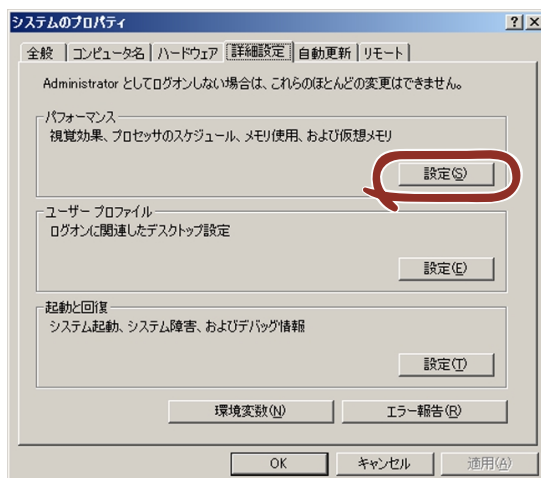 システムのプロパティ
全般 コンピュータ名 ハードウェア 詳細設定 自動更新 リモート
Administrator としてログオンしない場合は、これらのほとんどの変更はできません。
パフォーマンス
視覚効果、プロセッサのスケジュール、メモリ使用、および仮想メモリ
設定(S)
ユーザー プロファイル
ログオンに関連したデスクトップ設定
設定(E)
起動と回復
システム起動、システム障害、およびデバッグ情報
設定(T)
環境変数(N) エラー報告(R)
OK キャンセル 適用(A)